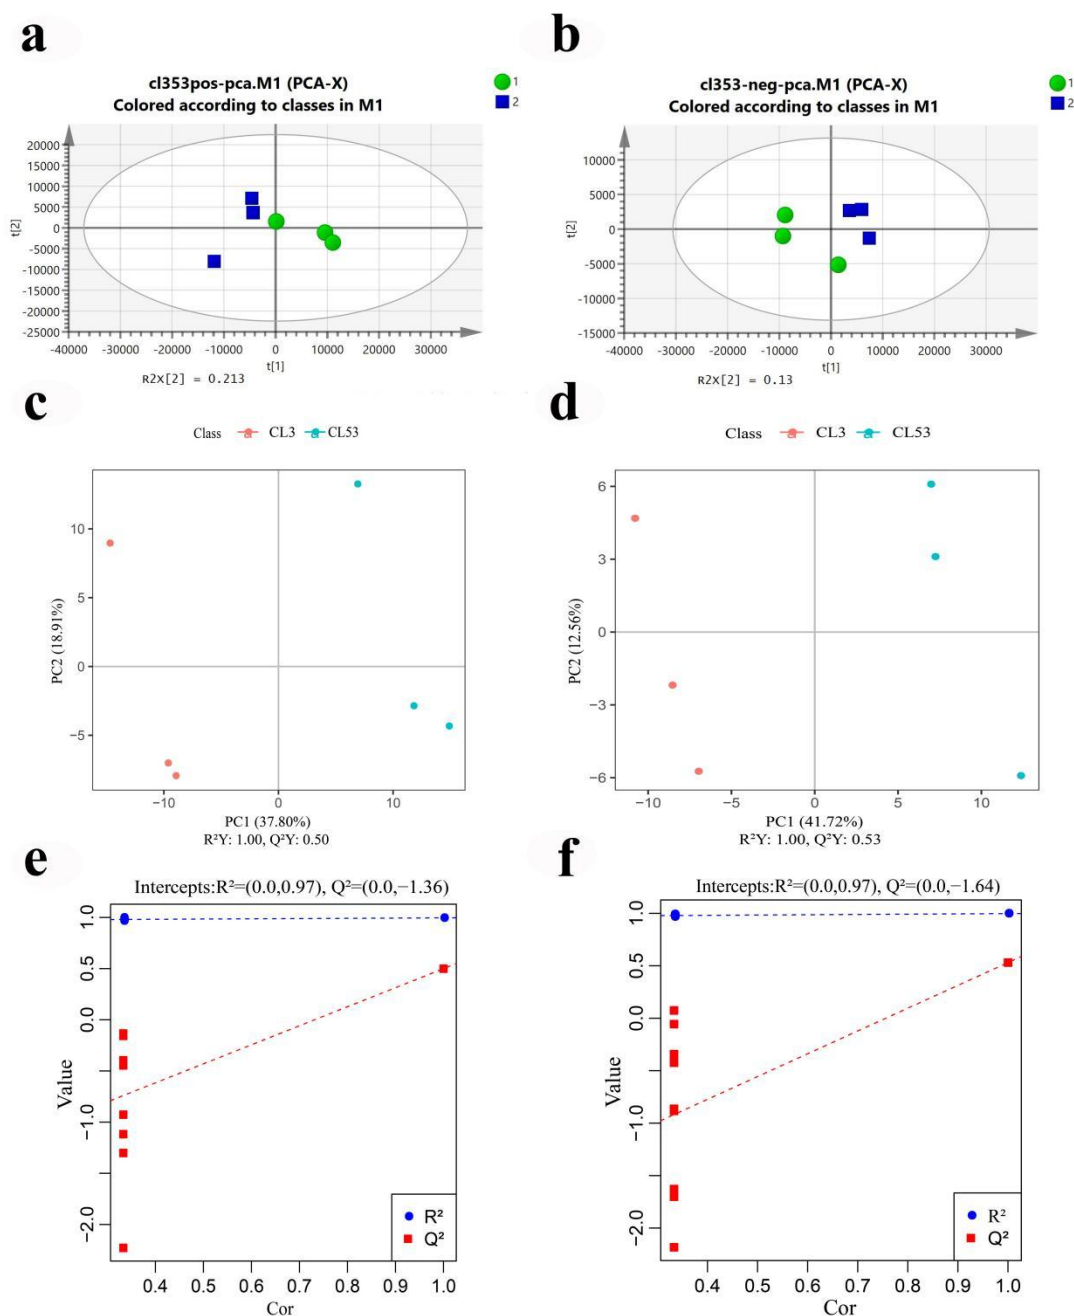 a
b
cl353pos-pca.M1 (PCA-X)
Colored according to classes in M1
1
2
cl353-neg-pca.M1 (PCA-X)
Colored according to classes in M1
1
2
20000
15000
10000
5000
0
-5000
-10000
-15000
-20000
-25000
t[2]
-40000 -30000 -20000 -10000 0 10000 20000 30000
t[1]
R2X[2] = 0.213
10000
5000
0
-5000
-10000
-15000
t[2]
-40000 -30000 -20000 -10000 0 10000 20000 30000
t[1]
R2X[2] = 0.13
c
d
Class CL3 CL53
Class CL3 CL53
10
5
0
−5
PC2 (18.91%)
−10 0 10
PC1 (37.80%)
R²Y: 1.00, Q²Y: 0.50
6
3
0
−3
−6
PC2 (12.56%)
−10 −5 0 5 10
PC1 (41.72%)
R²Y: 1.00, Q²Y: 0.53
e
f
Intercepts:R²=(0.0,0.97), Q²=(0.0,−1.36)
Intercepts:R²=(0.0,0.97), Q²=(0.0,−1.64)
1.0
0.5
0.0
−1.0
−2.0
Value
R²
Q²
0.4 0.5 0.6 0.7 0.8 0.9 1.0
Cor
1.0
0.5
0.0
−1.0
−2.0
Value
R²
Q²
0.4 0.5 0.6 0.7 0.8 0.9 1.0
Cor